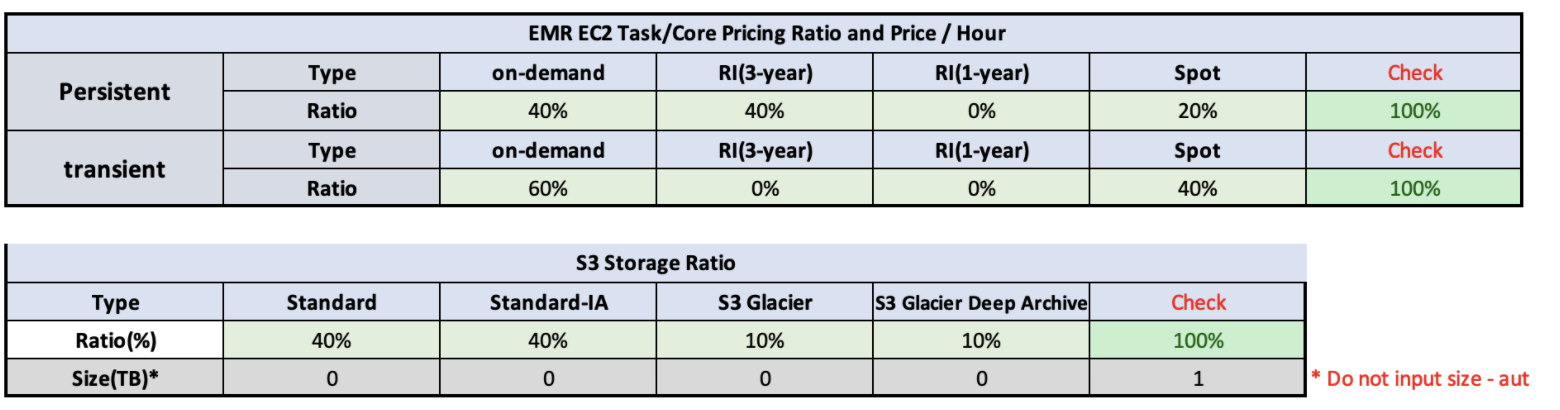 EMR EC2 Task/Core Pricing Ratio and Price / Hour
Persistent Type on-demand RI(3-year) RI(1-year) Spot Check
Ratio 40% 40% 0% 20% 100%
transient Type on-demand RI(3-year) RI(1-year) Spot Check
Ratio 60% 0% 0% 40% 100%
S3 Storage Ratio
Type Standard Standard-IA S3 Glacier S3 Glacier Deep Archive Check
Ratio(%) 40% 40% 10% 10% 100%
Size(TB)* 0 0 0 0 1 * Do not input size - aut